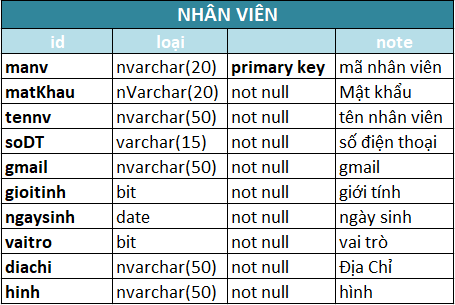 NHÂN VIÊN
id loại note
manv nvarchar(20) primary key mã nhân viên
matKhau nVarchar(20) not null Mật khẩu
tennv nvarchar(50) not null tên nhân viên
soDT varchar(15) not null số điện thoại
gmail nvarchar(50) not null gmail
gioitinh bit not null giới tính
ngaysinh date not null ngày sinh
vaitro bit not null vai trò
diachi nvarchar(50) not null Địa Chỉ
hinh nvarchar(50) not null hình